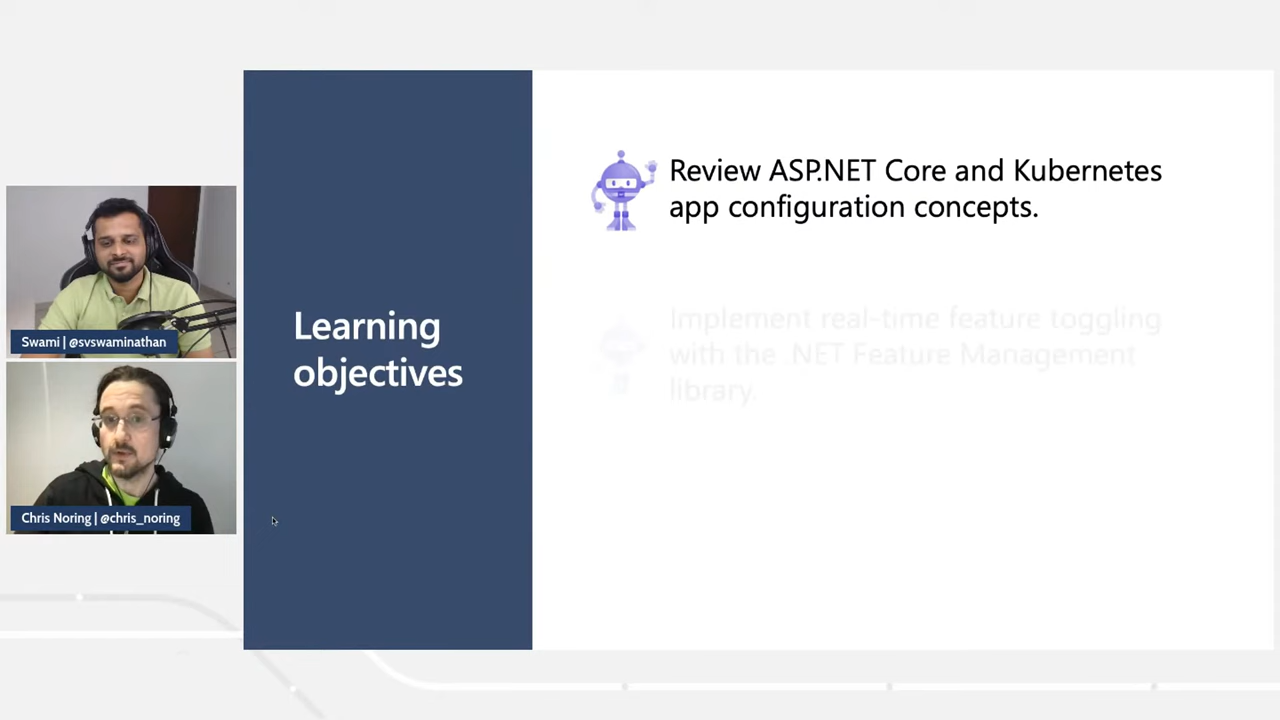 Learning
objectives
Review ASP.NET Core and Kubernetes
app configuration concepts.
Implement real-time feature toggling
with the .NET Feature Management
library.
Swami | @svswaminathan
Chris Noring | @chris_noring